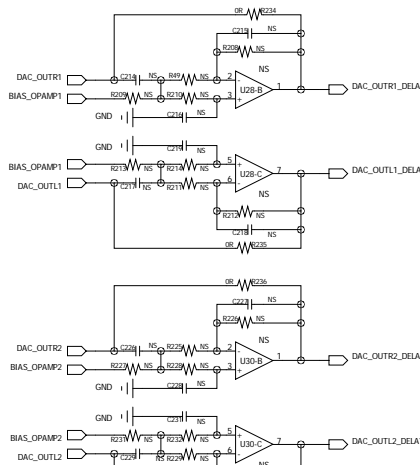 0R R234
C215 NS
R208 NS
NS
DAC_OUTR1 C214 NS R49 NS 2 - 1 DAC_OUTR1_DELA
BIAS_OPAMP1 R209 NS R210 NS 3 + U28-B
GND C216 NS
GND C219 NS
BIAS_OPAMP1 R213 NS R214 NS 5 + 7 DAC_OUTL1_DELA
DAC_OUTL1 C217 NS R211 NS 6 - U28-C
NS
R212 NS
C218 NS
0R R235
0R R236
C227 NS
R226 NS
NS
DAC_OUTR2 C226 NS R225 NS 2 - 1 DAC_OUTR2_DELA
BIAS_OPAMP2 R227 NS R228 NS 3 + U30-B
GND C228 NS
GND C231 NS
BIAS_OPAMP2 R231 NS R232 NS 5 + 7 DAC_OUTL2_DELA
DAC_OUTL2 C229 NS R229 NS 6 - U30-C
NS